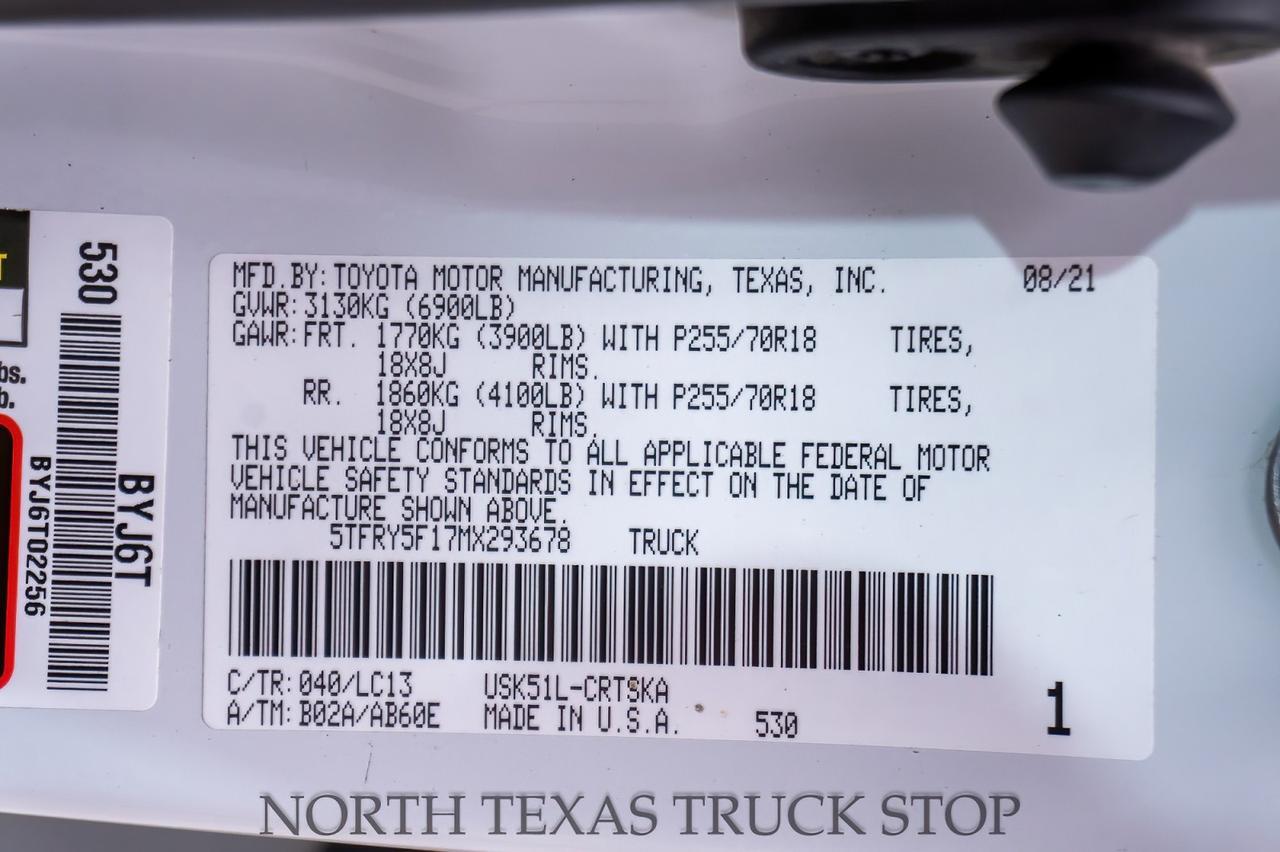 T
bs.
b.
530
BYJ6T
BYJ6T02256
MFD.BY:TOYOTA MOTOR MANUFACTURING, TEXAS, INC. 08/21
GVWR:3130KG (6900LB)
GAWR:FRT. 1770KG (3900LB) WITH P255/70R18 TIRES,
18X8J RIMS.
RR. 1860KG (4100LB) WITH P255/70R18 TIRES,
18X8J RIMS.
THIS VEHICLE CONFORMS TO ALL APPLICABLE FEDERAL MOTOR
VEHICLE SAFETY STANDARDS IN EFFECT ON THE DATE OF
MANUFACTURE SHOWN ABOVE.
5TFRY5F17MX293678 TRUCK
C/TR:040/LC13 USK51L-CRTSKA
A/TM:B02A/AB60E MADE IN U.S.A. 530
1
NORTH TEXAS TRUCK STOP